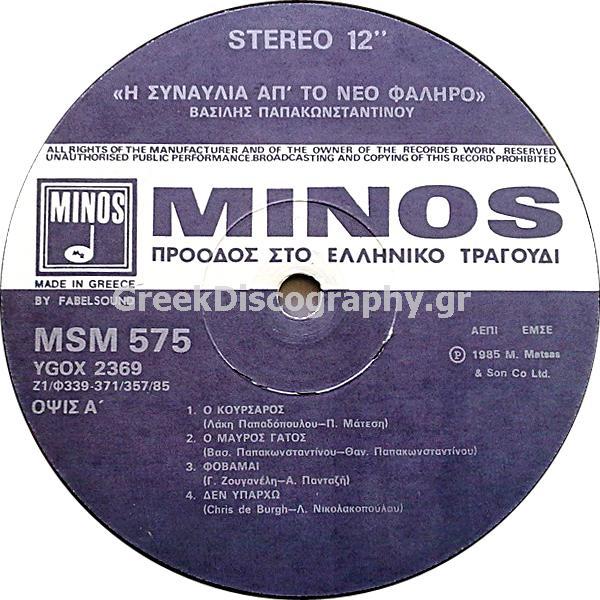 STEREO 12"
«Η ΣΥΝΑΥΛΙΑ ΑΠ' ΤΟ ΝΕΟ ΦΑΛΗΡΟ»
ΒΑΣΙΛΗΣ ΠΑΠΑΚΩΝΣΤΑΝΤΙΝΟΥ
ALL RIGHTS OF THE MANUFACTURER AND OF THE OWNER OF THE RECORDED WORK RESERVED
UNAUTHORISED PUBLIC PERFORMANCE.BROADCASTING AND COPYING OF THIS RECORD PROHIBITED
MINOS
MINOS
ΠΡΟΟΔΟΣ ΣΤΟ ΕΛΛΗΝΙΚΟ ΤΡΑΓΟΥΔΙ
MADE IN GREECE
BY FABELSOUND
GreekDiscography.gr
MSM 575
YGOX 2369
Ζ1/Φ339-371/357/85
ΟΨΙΣ Α΄
ΑΕΠΙ ΕΜΣΕ
Ⓟ 1985 M. Matsas
& Son Co Ltd.
1. Ο ΚΟΥΡΣΑΡΟΣ
(Λάκη Παπαδόπουλου–Π. Μάτεση)
2. Ο ΜΑΥΡΟΣ ΓΑΤΟΣ
(Βασ. Παπακωνσταντίνου–Θαν. Παπακωνσταντίνου)
3. ΦΟΒΑΜΑΙ
(Γ. Ζουγανέλη–Α. Πανταζή)
4. ΔΕΝ ΥΠΑΡΧΩ
(Chris de Burgh–Λ. Νικολακοπούλου)